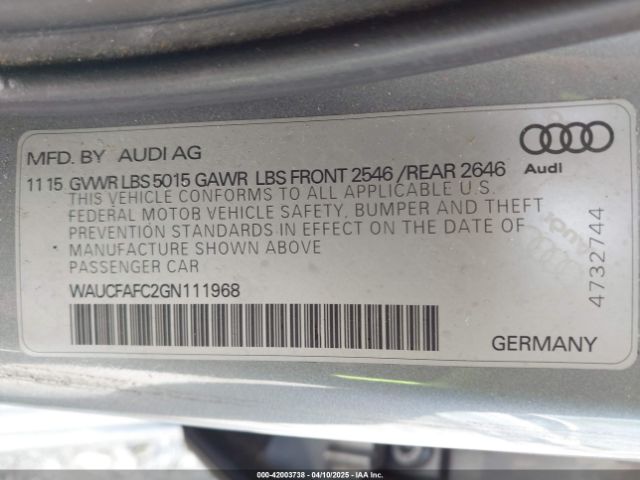 MFD. BY AUDI AG
11 15 GVWR LBS 5015 GAWR LBS FRONT 2546 /REAR 2646
THIS VEHICLE CONFORMS TO ALL APPLICABLE U.S.
FEDERAL MOTOR VEHICLE SAFETY, BUMPER AND THEFT
PREVENTION STANDARDS IN EFFECT ON THE DATE OF
MANUFACTURE SHOWN ABOVE
PASSENGER CAR
WAUCFAFC2GN111968
Audi
4732744
GERMANY
000-42003738 - 04/10/2025 - IAAI.CA